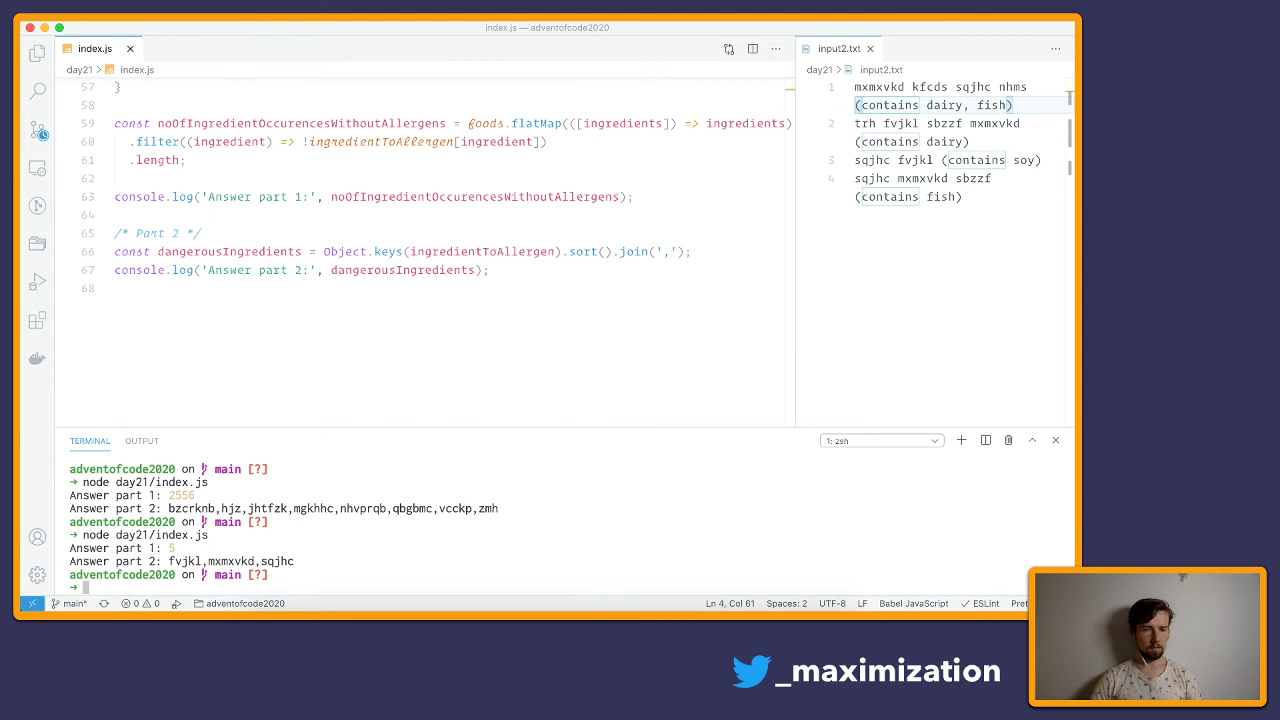 index.js — adventofcode2020
index.js
day21 > index.js
57 }
58
59 const noOfIngredientOccurencesWithoutAllergens = foods.flatMap(([ingredients]) => ingredients)
60 .filter((ingredient) => !ingredientToAllergen[ingredient])
61 .length;
62
63 console.log('Answer part 1:', noOfIngredientOccurencesWithoutAllergens);
64
65 /* Part 2 */
66 const dangerousIngredients = Object.keys(ingredientToAllergen).sort().join(',');
67 console.log('Answer part 2:', dangerousIngredients);
68
input2.txt
day21 > input2.txt
1 mxmxvkd kfcds sqjhc nhms
(contains dairy, fish)
2 trh fvjkl sbzzf mxmxvkd
(contains dairy)
3 sqjhc fvjkl (contains soy)
4 sqjhc mxmxvkd sbzzf
(contains fish)
TERMINAL OUTPUT
1: zsh
adventofcode2020 on main [?]
→ node day21/index.js
Answer part 1: 2556
Answer part 2: bzcrknb,hjz,jhtfzk,mgkhhc,nhvprqb,qbgbmc,vcckp,zmh
adventofcode2020 on main [?]
→ node day21/index.js
Answer part 1: 5
Answer part 2: fvjkl,mxmxvkd,sqjhc
adventofcode2020 on main [?]
→
main* 0 0 adventofcode2020 Ln 4, Col 61 Spaces: 2 UTF-8 LF Babel JavaScript ESLint Pret
_maximization